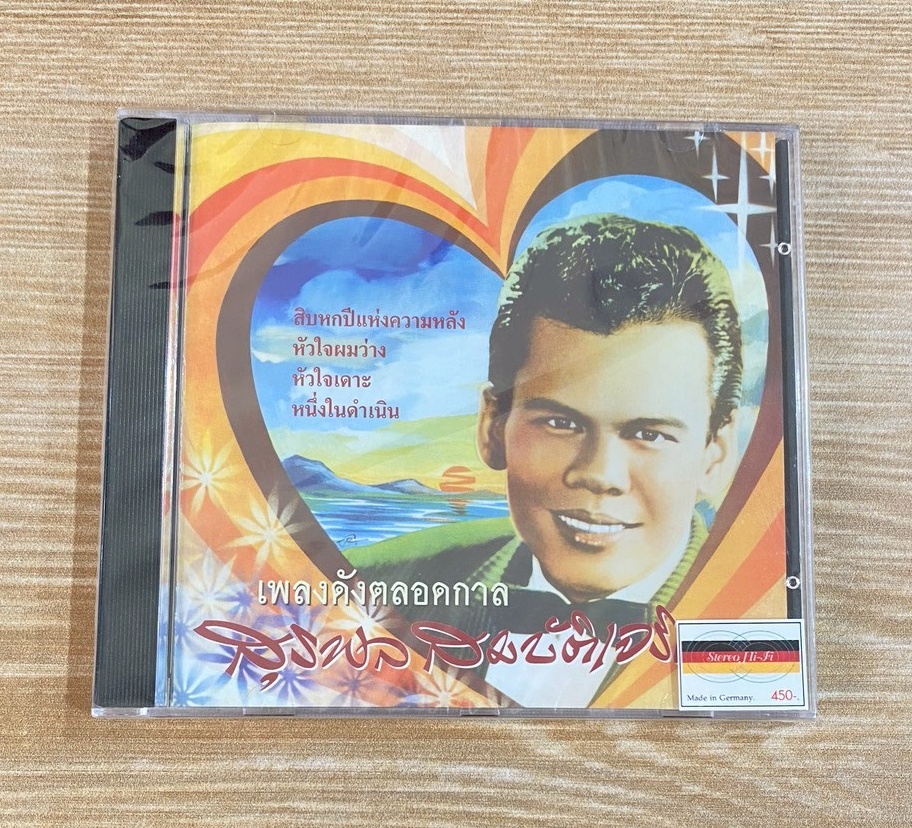 สิบหกปีแห่งความหลัง
หัวใจผมว่าง
หัวใจเดาะ
หนึ่งในดำเนิน
เพลงดังตลอดกาล
สุรพล สมบัติเจริ
Stereo Hi-Fi
Made in Germany. 450-.